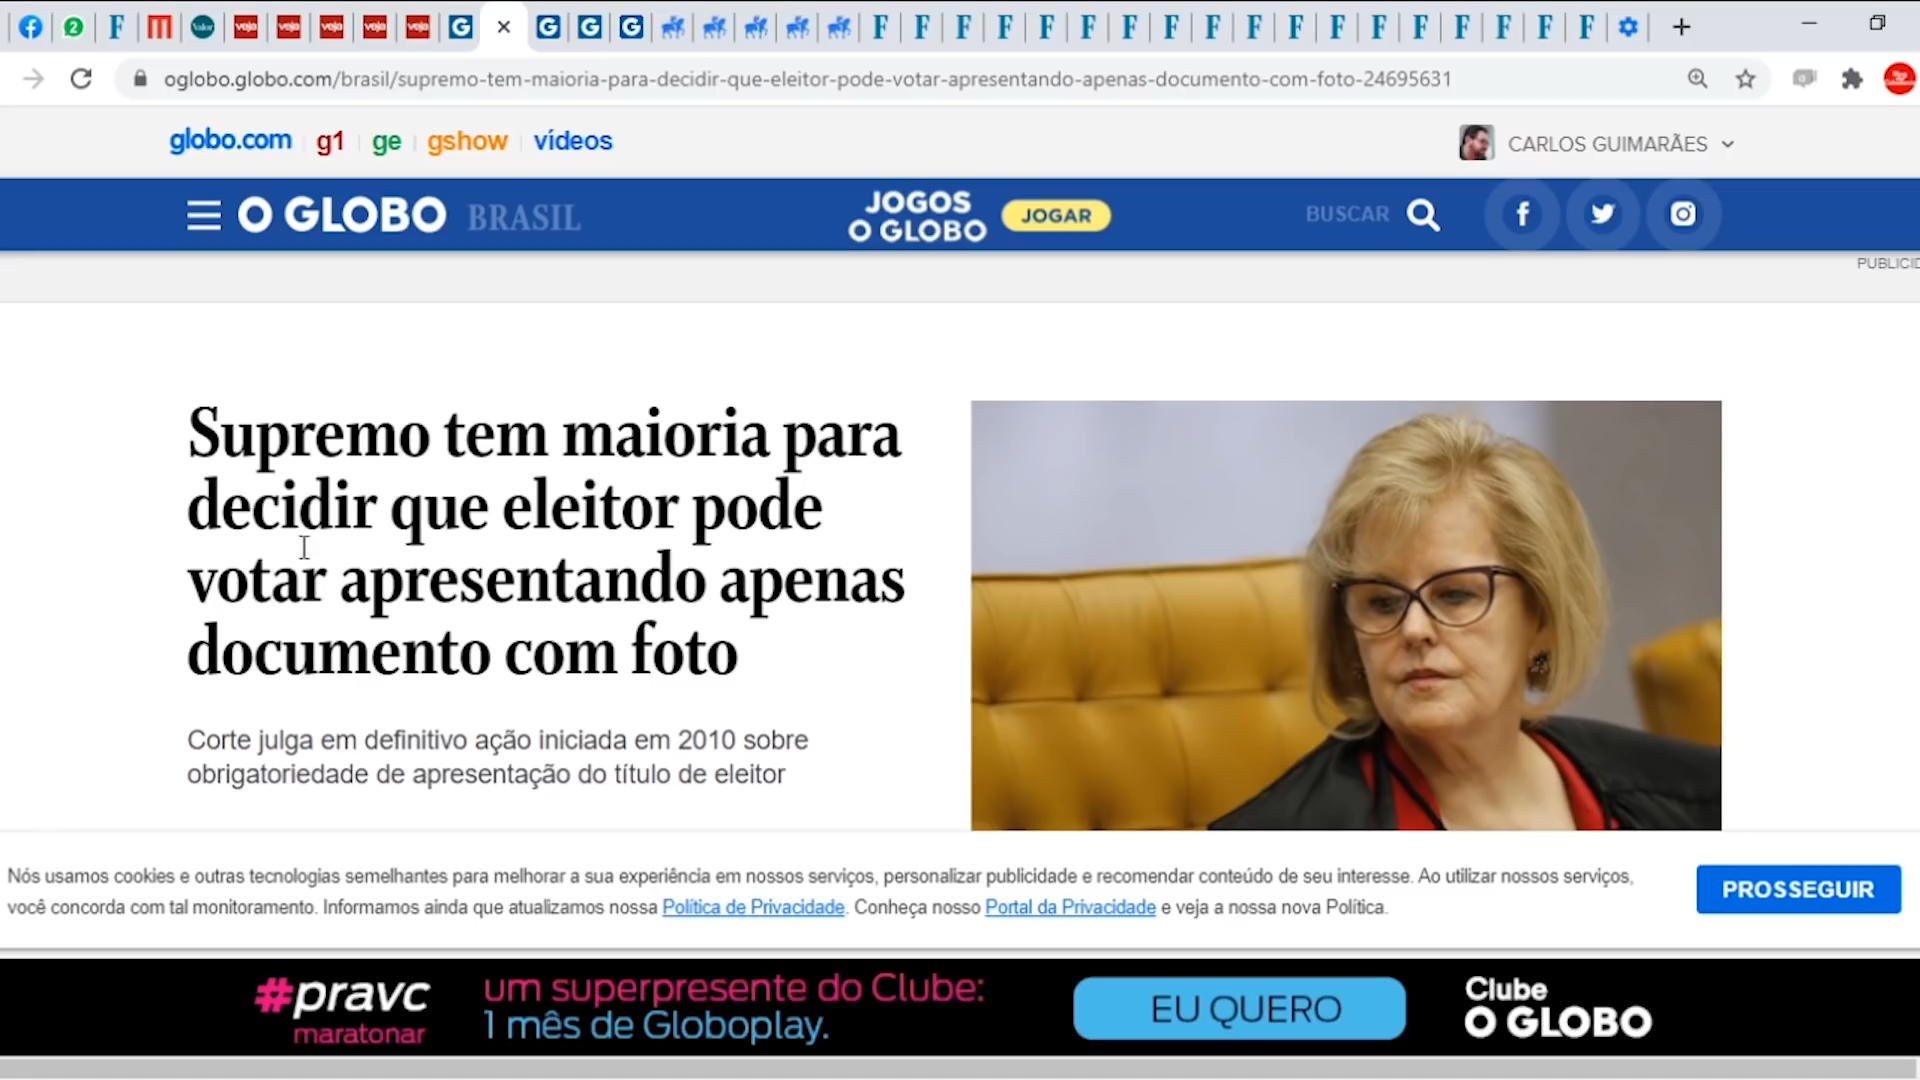 oglobo.globo.com/brasil/supremo-tem-maioria-para-decidir-que-eleitor-pode-votar-apresentando-apenas-documento-com-foto-24695631
globo.com g1 ge gshow vídeos
CARLOS GUIMARÃES
O GLOBO BRASIL
JOGOS
O GLOBO
JOGAR
BUSCAR
Supremo tem maioria para
decidir que eleitor pode
votar apresentando apenas
documento com foto
Corte julga em definitivo ação iniciada em 2010 sobre
obrigatoriedade de apresentação do título de eleitor
Nós usamos cookies e outras tecnologias semelhantes para melhorar a sua experiência em nossos serviços, personalizar publicidade e recomendar conteúdo de seu interesse. Ao utilizar nossos serviços,
você concorda com tal monitoramento. Informamos ainda que atualizamos nossa Política de Privacidade. Conheça nosso Portal da Privacidade e veja a nossa nova Política.
PROSSEGUIR
#pravc
maratonar
um superpresente do Clube:
1 mês de Globoplay.
EU QUERO
Clube
O GLOBO